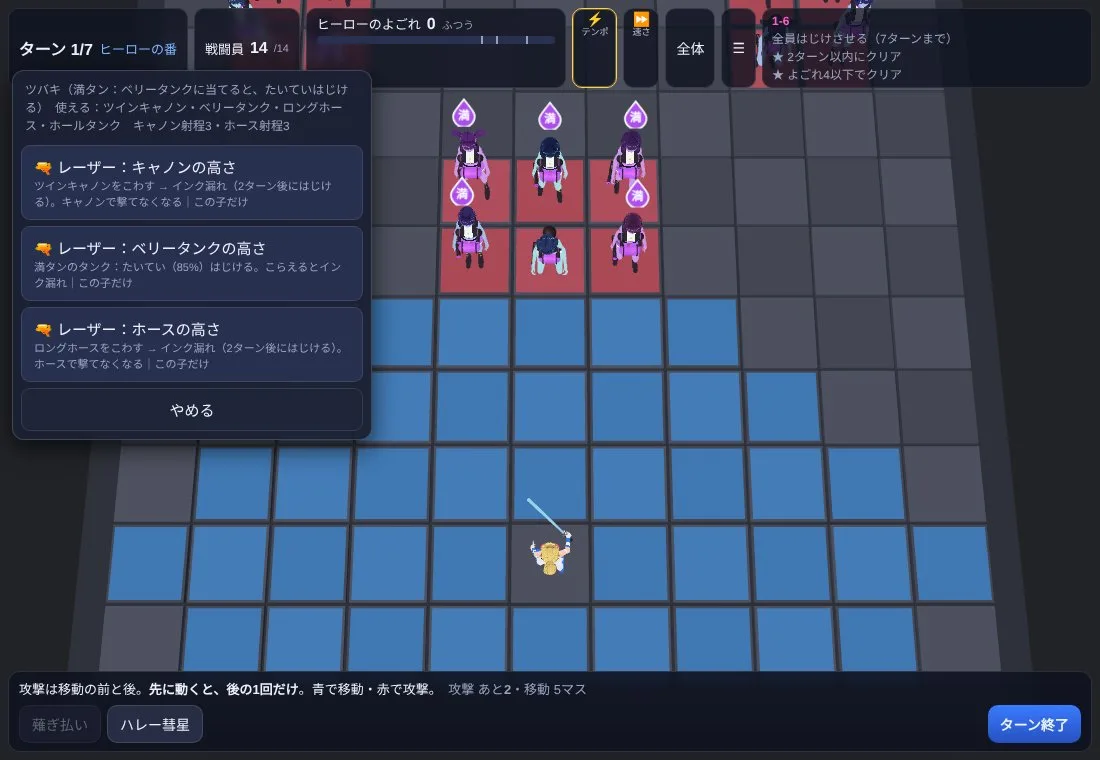 ターン 1/7 ヒーローの番
戦闘員 14 /14
ヒーローのよごれ 0 ふつう
テンポ
速さ
全体
☰
1-6
全員はじけさせる（7ターンまで）
★ 2ターン以内にクリア
★ よごれ4以下でクリア
ツバキ（満タン：ベリータンクに当てると、たいていはじけ
る） 使える：ツインキャノン・ベリータンク・ロングホー
ス・ホールタンク キャノン射程3・ホース射程3
レーザー：キャノンの高さ
ツインキャノンをこわす → インク漏れ（2ターン後にはじけ
る）。キャノンで撃てなくなる｜この子だけ
レーザー：ベリータンクの高さ
満タンのタンク：たいてい（85%）はじける。こらえるとイン
ク漏れ｜この子だけ
レーザー：ホースの高さ
ロングホースをこわす → インク漏れ（2ターン後にはじける）。
ホースで撃てなくなる｜この子だけ
やめる
満
満
満
満
満
攻撃は移動の前と後。先に動くと、後の1回だけ。青で移動・赤で攻撃。 攻撃 あと2・移動 5マス
薙ぎ払い
ハレー彗星
ターン終了